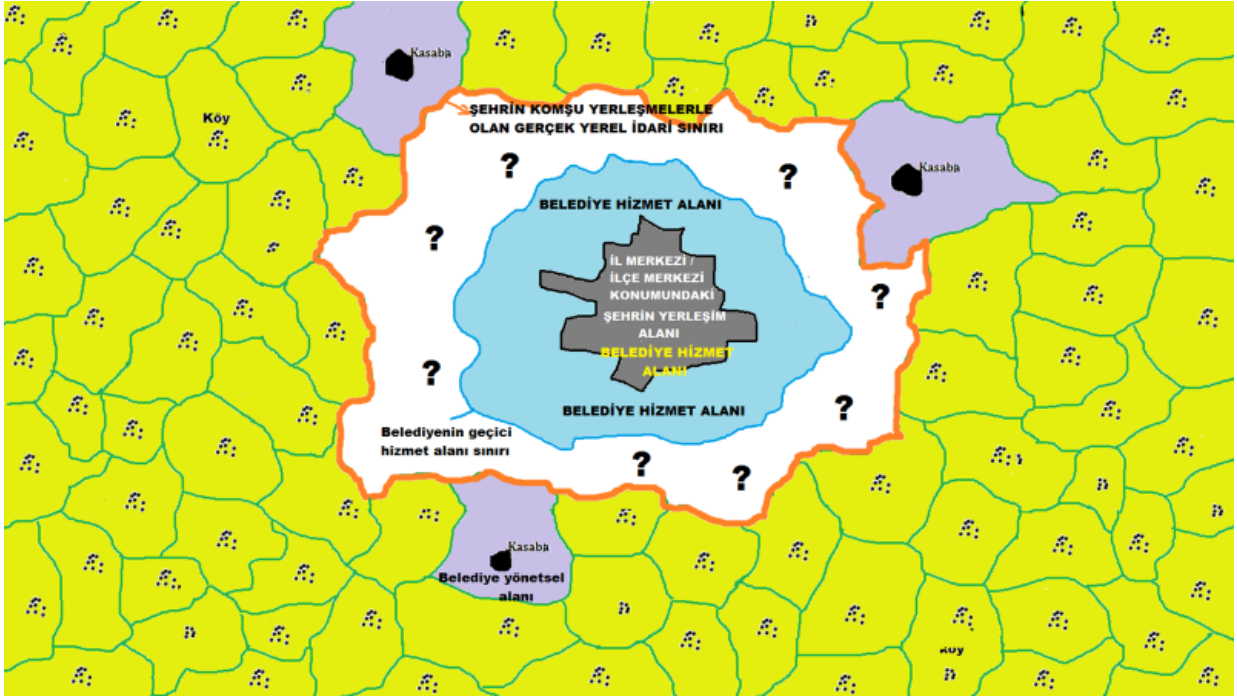 Kasaba
ŞEHRİN KOMŞU YERLEŞMELERLE
OLAN GERÇEK YEREL İDARİ SINIRI
Köy
?
?
Kasaba
BELEDİYE HİZMET ALANI
?
İL MERKEZİ /
İLÇE MERKEZİ
KONUMUNDAKİ
?
ŞEHRİN YERLEŞİM
ALANI
BELEDİYE HİZMET
ALANI
?
?
BELEDİYE HİZMET ALANI
Belediyenin geçici
hizmet alanı sınırı
?
?
Kasaba
Belediye yönetsel
alanı
Köy